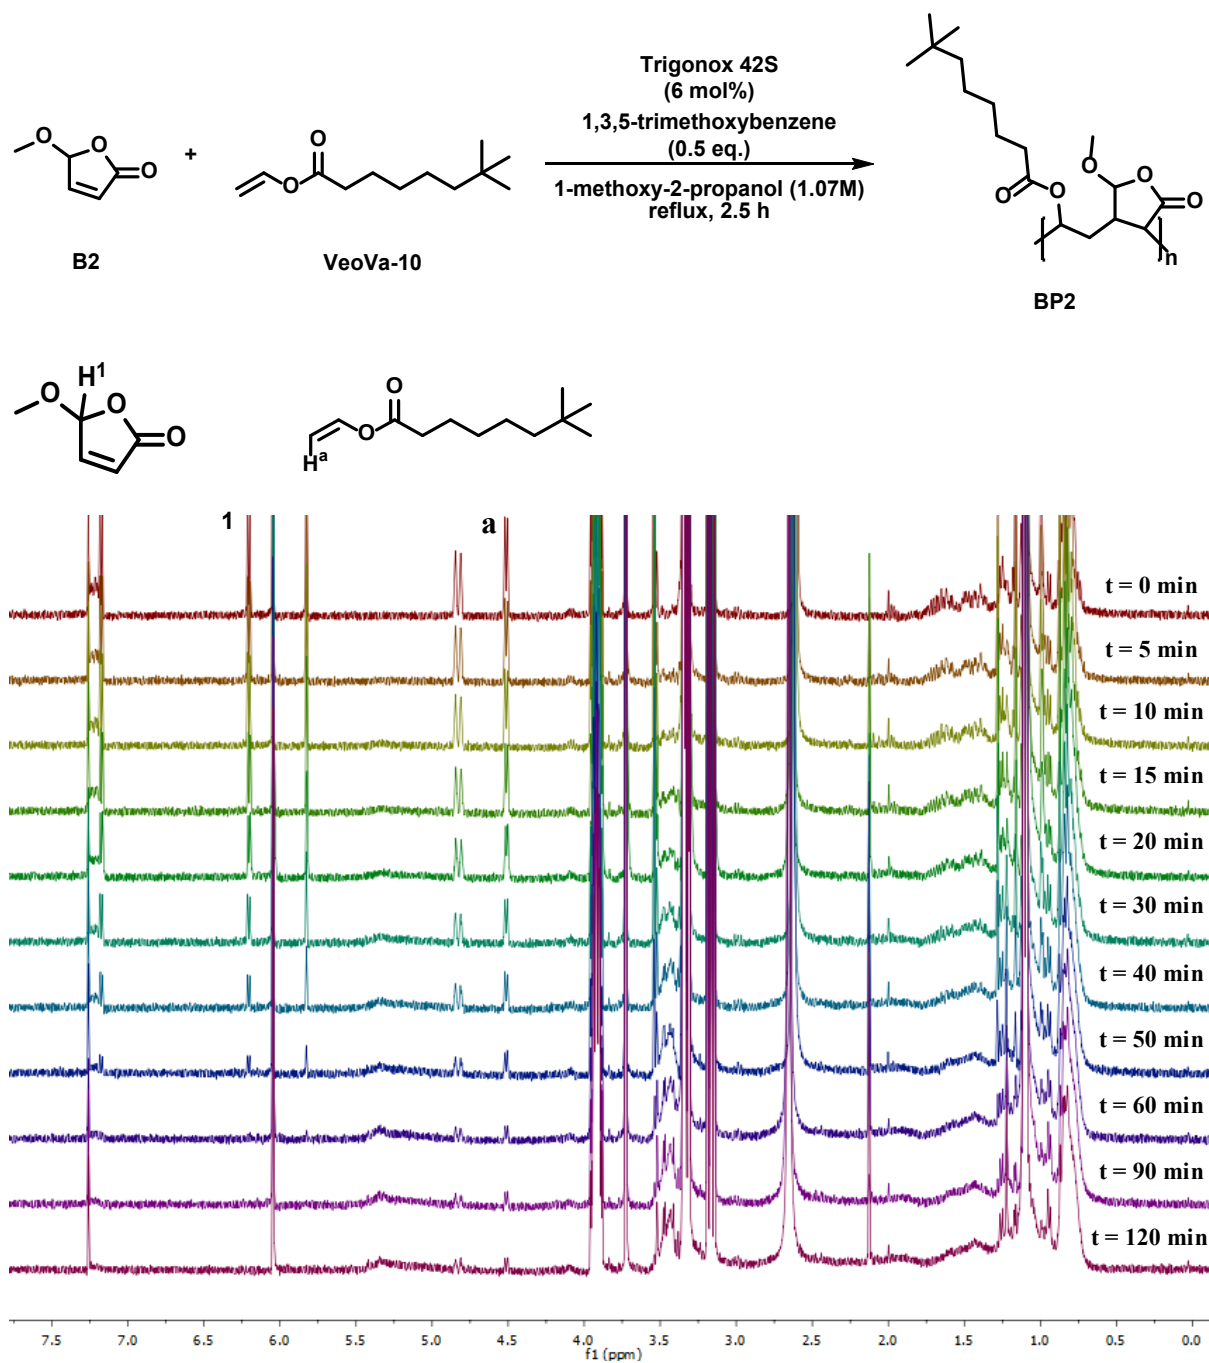 Trigonox 42S
(6 mol%)
1,3,5-trimethoxybenzene
(0.5 eq.)
1-methoxy-2-propanol (1.07M)
reflux, 2.5 h
O
O
O
+
O
O
O
O
O
O
O
n
B2
VeoVa-10
BP2
H1
O
O
O
O
O
Ha
1
a
t = 0 min
t = 5 min
t = 10 min
t = 15 min
t = 20 min
t = 30 min
t = 40 min
t = 50 min
t = 60 min
t = 90 min
t = 120 min
7.5 7.0 6.5 6.0 5.5 5.0 4.5 4.0 3.5 3.0 2.5 2.0 1.5 1.0 0.5 0.0
f1 (ppm)